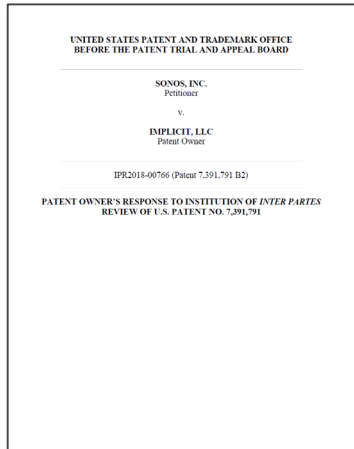 UNITED STATES PATENT AND TRADEMARK OFFICE
BEFORE THE PATENT TRIAL AND APPEAL BOARD
SONOS, INC.
Petitioner
v.
IMPLICIT, LLC
Patent Owner
IPR2018-00766 (Patent 7,391,791 B2)
PATENT OWNER'S RESPONSE TO INSTITUTION OF INTER PARTES
REVIEW OF U.S. PATENT NO. 7,391,791